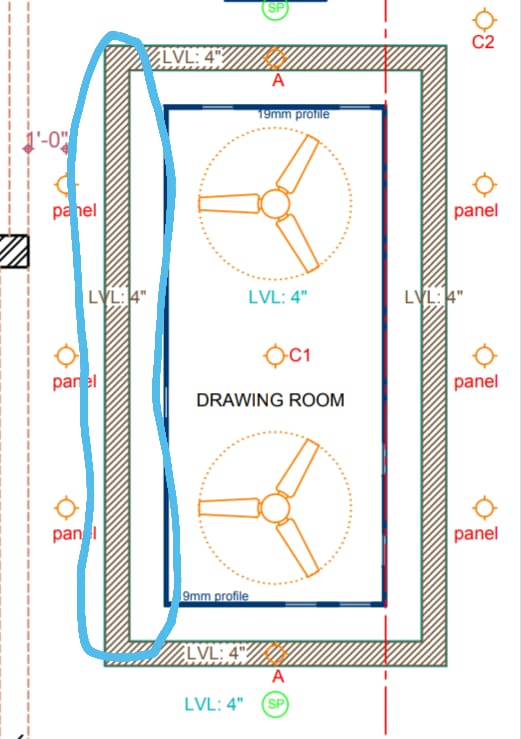 SP
C2
LVL: 4"
A
19mm profile
1'-0"
panel
panel
LVL: 4"
LVL: 4"
LVL: 4"
C1
panel
panel
DRAWING ROOM
panel
panel
9mm profile
LVL: 4"
A
LVL: 4"
SP